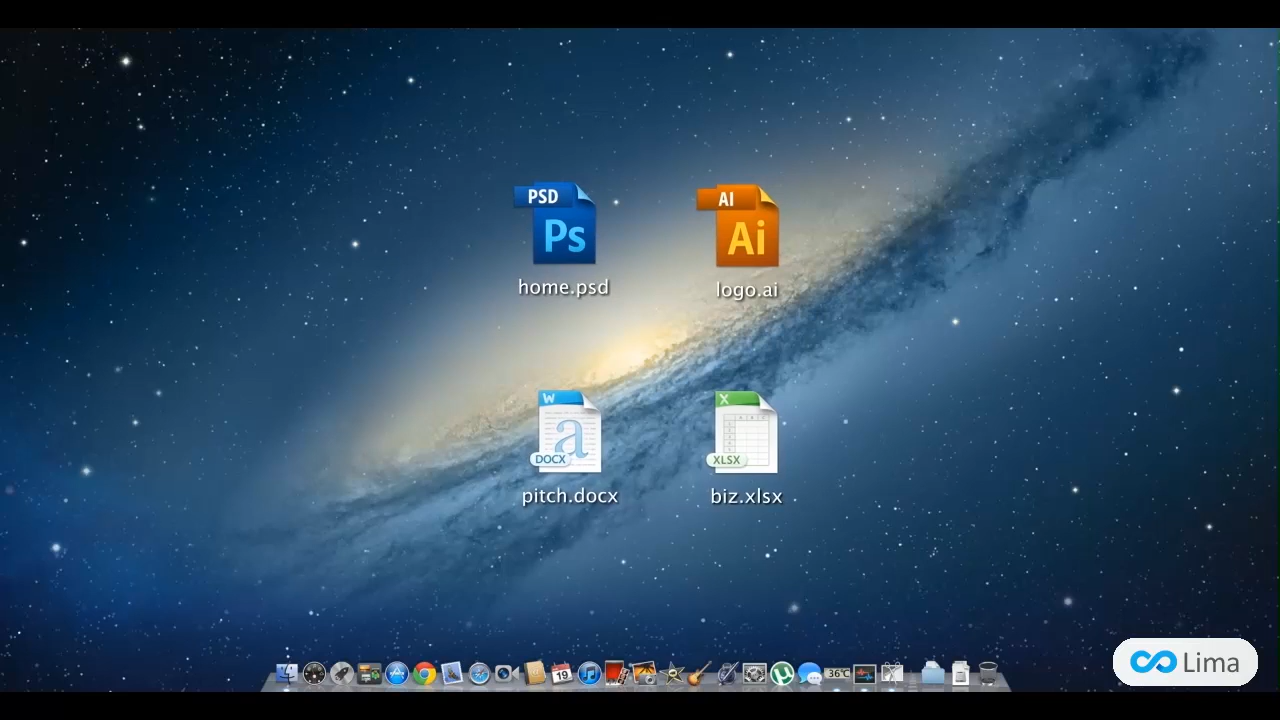 PSD
Ps
home.psd
AI
Ai
logo.ai
W
a
DOCX
pitch.docx
X
XLSX
biz.xlsx
19
36°C
Lima